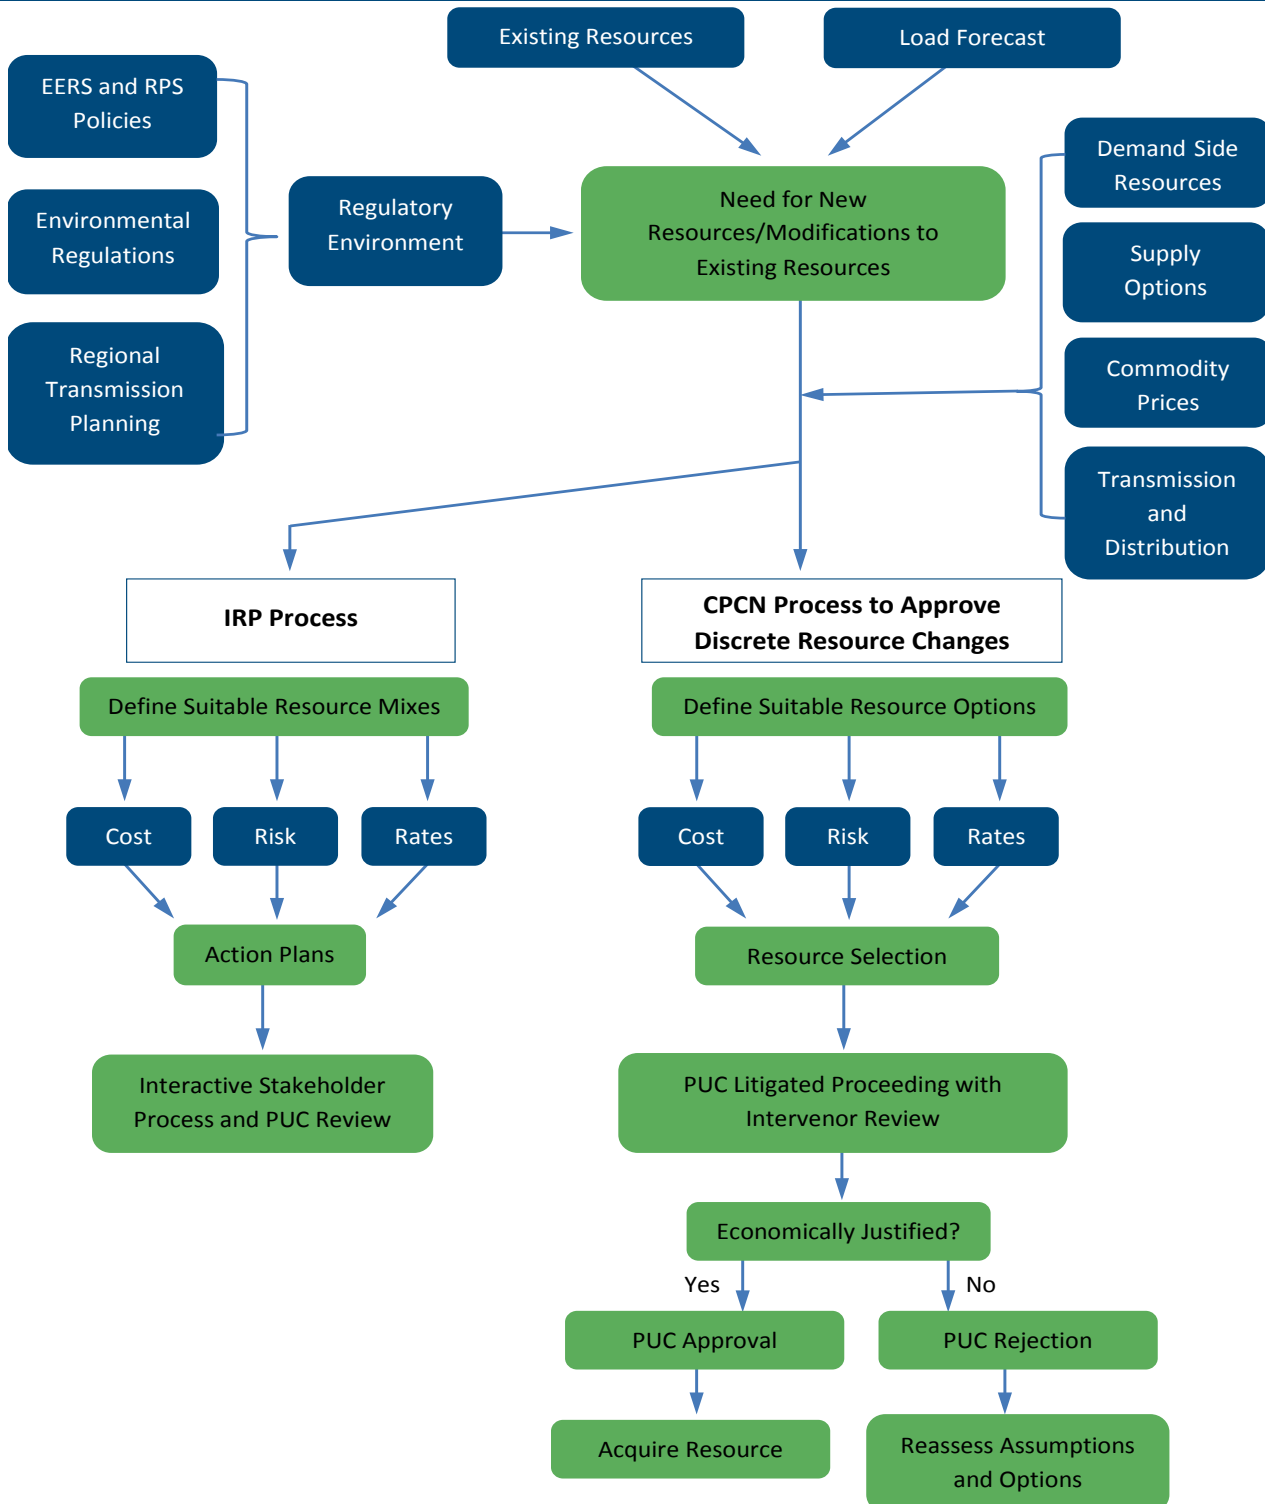 Existing Resources
Load Forecast
EERS and RPS
Policies
Environmental
Regulations
Regional
Transmission
Planning
Regulatory
Environment
Need for New
Resources/Modifications to
Existing Resources
Demand Side
Resources
Supply
Options
Commodity
Prices
Transmission
and
Distribution
IRP Process
CPCN Process to Approve
Discrete Resource Changes
Define Suitable Resource Mixes
Define Suitable Resource Options
Cost
Risk
Rates
Cost
Risk
Rates
Action Plans
Resource Selection
Interactive Stakeholder
Process and PUC Review
PUC Litigated Proceeding with
Intervenor Review
Economically Justified?
Yes
No
PUC Approval
PUC Rejection
Acquire Resource
Reassess Assumptions
and Options